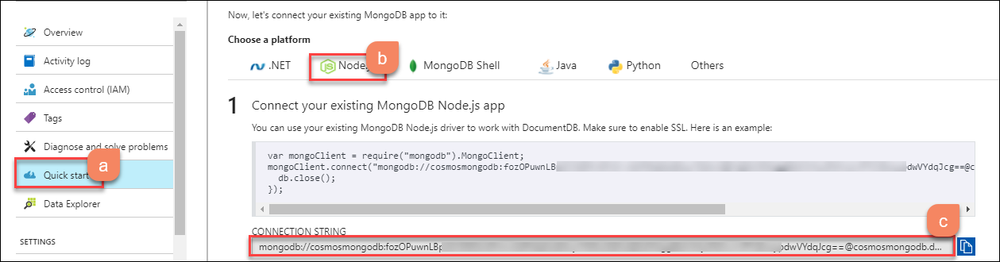 Now, let's connect your existing MongoDB app to it:
Overview
Activity log
Access control (IAM)
Tags
Diagnose and solve problems
a
Quick start
Data Explorer
SETTINGS
Choose a platform
b
.NET
JS
Node.
MongoDB Shell
Java
Python
Others
1 Connect your existing MongoDB Node.js app
You can use your existing MongoDB Node.js driver to work with DocumentDB. Make sure to enable SSL. Here is an example:
var mongoClient = require("mongodb").MongoClient;
mongoClient.connect("mongodb://cosmosmongodb:fozOPuwnLB dwVYdqJcg==@c
db.close();
});
c
CONNECTION STRING
mongodb://cosmosmongodb:fozOPuwnLB dwVYdqJcg==@cosmosmongodb.d...